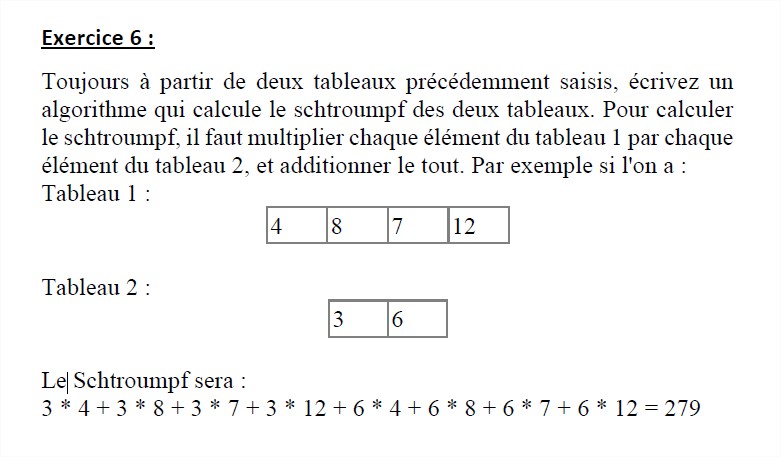 Exercice 6 :
Toujours à partir de deux tableaux précédemment saisis, écrivez un
algorithme qui calcule le schtroumpf des deux tableaux. Pour calculer
le schtroumpf, il faut multiplier chaque élément du tableau 1 par chaque
élément du tableau 2, et additionner le tout. Par exemple si l'on a :
Tableau 1 :
4 8 7 12
Tableau 2 :
3 6
Le Schtroumpf sera :
3 * 4 + 3 * 8 + 3 * 7 + 3 * 12 + 6 * 4 + 6 * 8 + 6 * 7 + 6 * 12 = 279